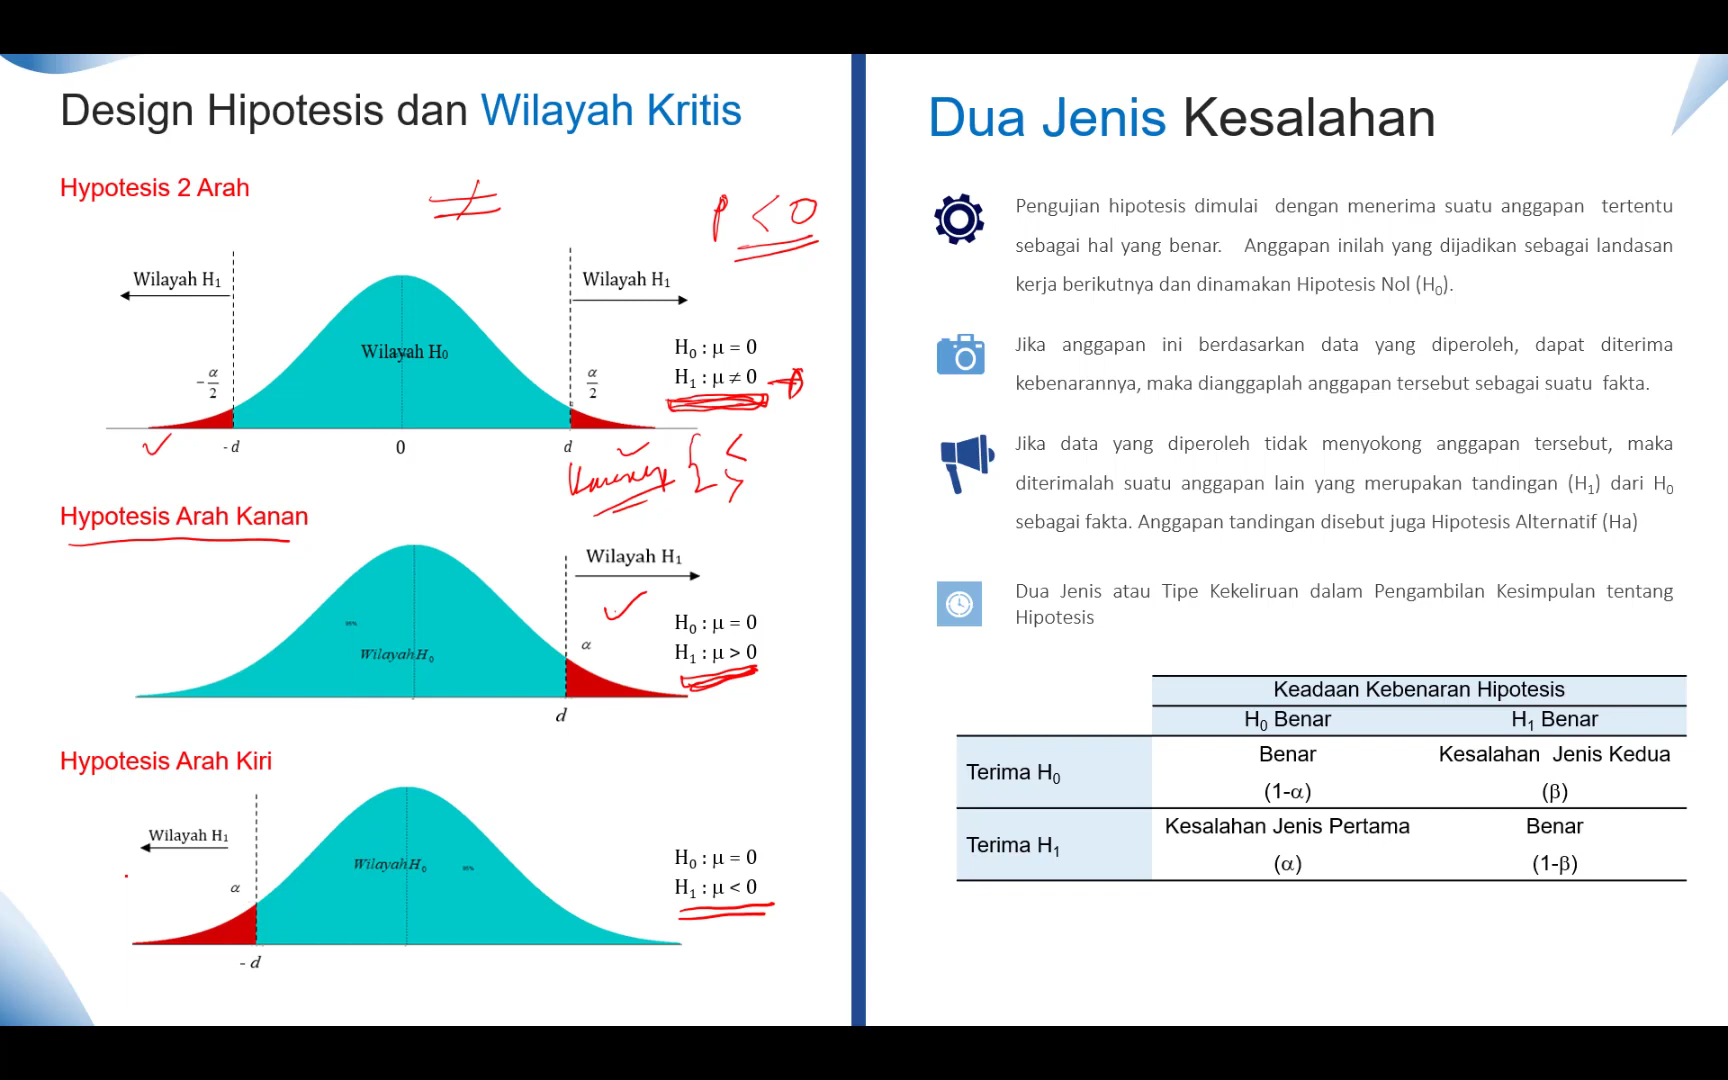 Design Hipotesis dan Wilayah Kritis
Hypotesis 2 Arah
≠
P < 0
Wilayah H₁
Wilayah H₁
Wilayah H₀
H₀ : μ = 0
H₁ : μ ≠ 0
-α/2
α/2
- d
0
d
<
>
Hypotesis Arah Kanan
Wilayah H₁
95%
H₀ : μ = 0
α
Wilayah H₀
H₁ : μ > 0
d
Hypotesis Arah Kiri
Wilayah H₁
Wilayah H₀
95%
H₀ : μ = 0
α
H₁ : μ < 0
- d
Dua Jenis Kesalahan
Pengujian hipotesis dimulai dengan menerima suatu anggapan tertentu
sebagai hal yang benar. Anggapan inilah yang dijadikan sebagai landasan
kerja berikutnya dan dinamakan Hipotesis Nol (H₀).
Jika anggapan ini berdasarkan data yang diperoleh, dapat diterima
kebenarannya, maka dianggaplah anggapan tersebut sebagai suatu fakta.
Jika data yang diperoleh tidak menyokong anggapan tersebut, maka
diterimalah suatu anggapan lain yang merupakan tandingan (H₁) dari H₀
sebagai fakta. Anggapan tandingan disebut juga Hipotesis Alternatif (Ha)
Dua Jenis atau Tipe Kekeliruan dalam Pengambilan Kesimpulan tentang
Hipotesis
Keadaan Kebenaran Hipotesis
H₀ Benar H₁ Benar
Terima H₀ Benar Kesalahan Jenis Kedua
(1-α) (β)
Terima H₁ Kesalahan Jenis Pertama Benar
(α) (1-β)